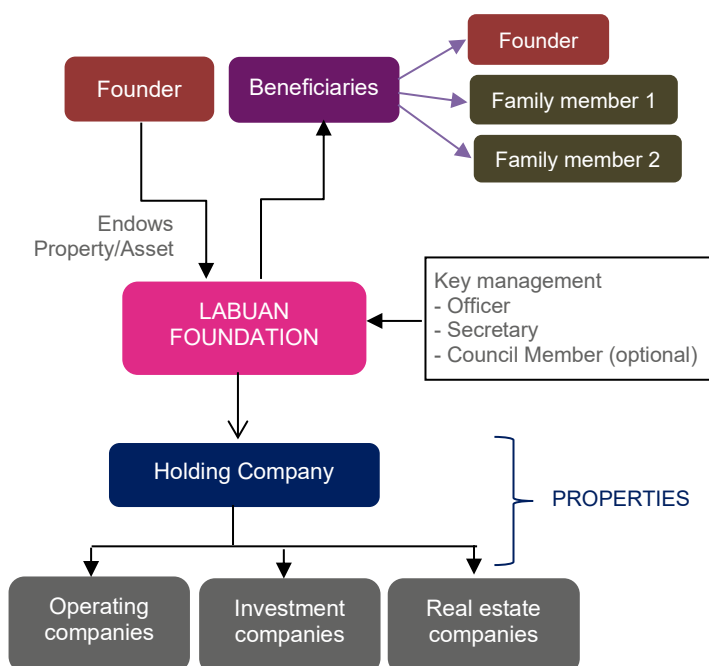 Founder
Beneficiaries
Founder
Family member 1
Family member 2
Endows
Property/Asset
LABUAN
FOUNDATION
Key management
- Officer
- Secretary
- Council Member (optional)
Holding Company
PROPERTIES
Operating
companies
Investment
companies
Real estate
companies